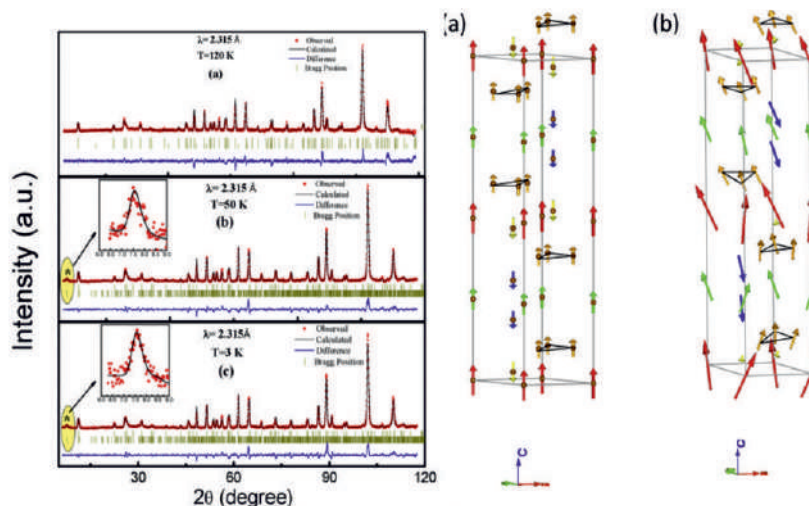 λ= 2.315 Å
T=120 K
(a)
Observed
Calculated
Difference
Bragg Position
λ = 2.315 Å
T=50 K
(b)
Observed
Calculated
Difference
Bragg Position
A
λ= 2.315Å
T=3 K
(c)
Observed
Calculated
Difference
Bragg Position
A
Intensity (a.u.)
30
60
90
120
2θ (degree)
(a)
C
(b)
C